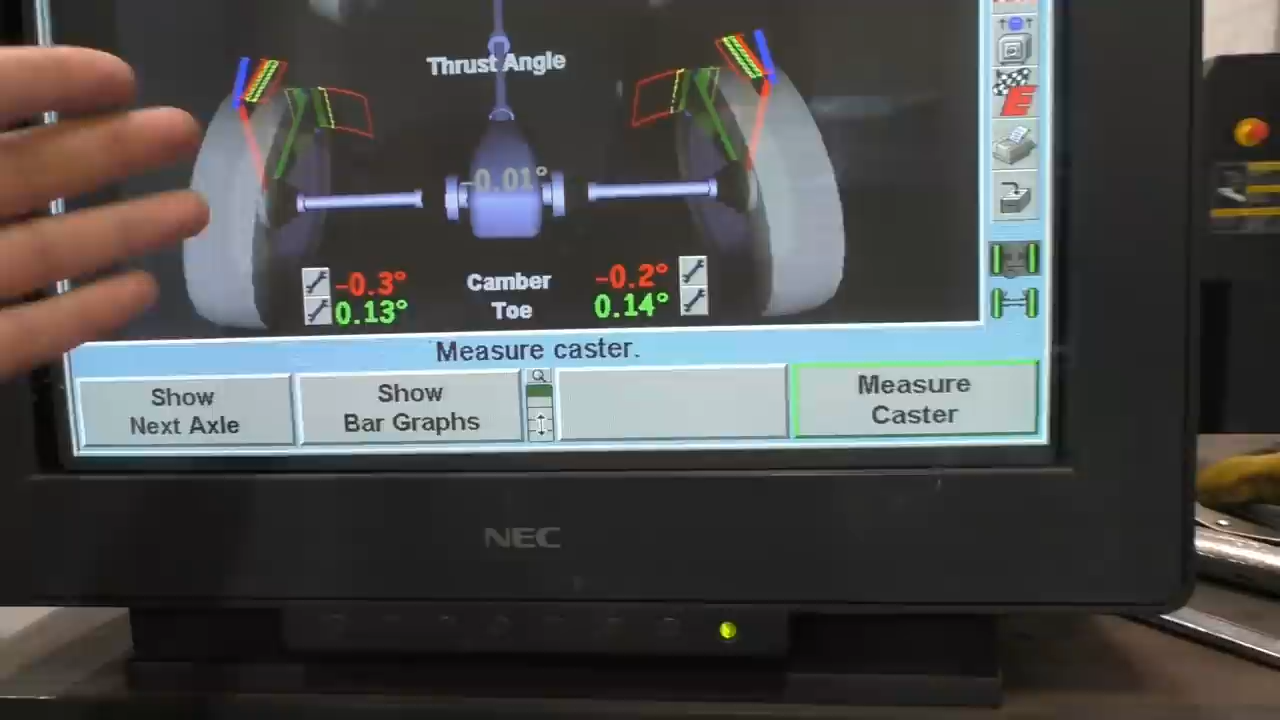 Thrust Angle
-0.01°
-0.3° Camber -0.2°
0.13° Toe 0.14°
Measure caster.
Show
Next Axle
Show
Bar Graphs
Measure
Caster
NEC
E